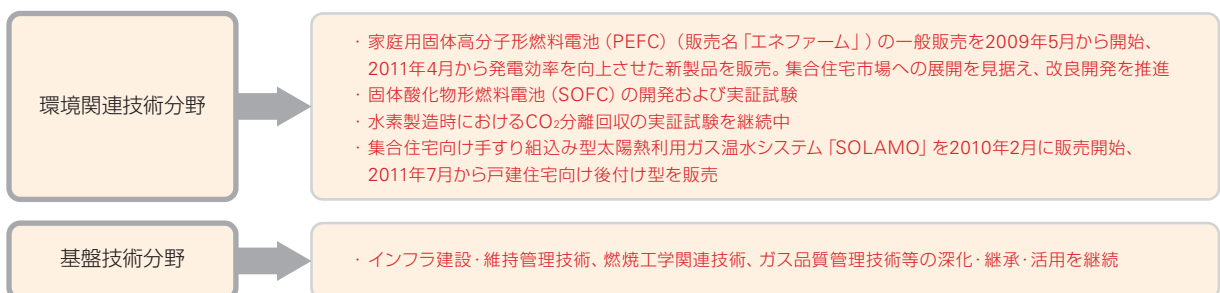 環境関連技術分野
・家庭用固体高分子形燃料電池（PEFC）（販売名「エネファーム」）の一般販売を2009年5月から開始、
2011年4月から発電効率を向上させた新製品を販売。集合住宅市場への展開を見据え、改良開発を推進
・固体酸化物形燃料電池（SOFC）の開発および実証試験
・水素製造時におけるCO₂分離回収の実証試験を継続中
・集合住宅向け手すり組込み型太陽熱利用ガス温水システム「SOLAMO」を2010年2月に販売開始、
2011年7月から戸建住宅向け後付け型を販売
基盤技術分野
・インフラ建設・維持管理技術、燃焼工学関連技術、ガス品質管理技術等の深化・継承・活用を継続